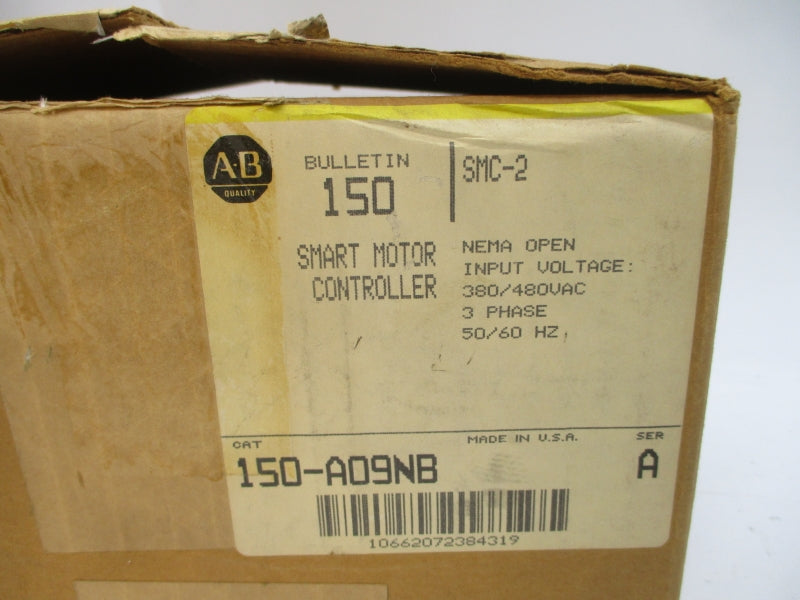 A·B
QUALITY
BULLETIN
150
SMC-2
SMART MOTOR
CONTROLLER
NEMA OPEN
INPUT VOLTAGE:
380/480VAC
3 PHASE
50/60 HZ
CAT
MADE IN U.S.A.
SER
150-A09NB
A
10662072384319